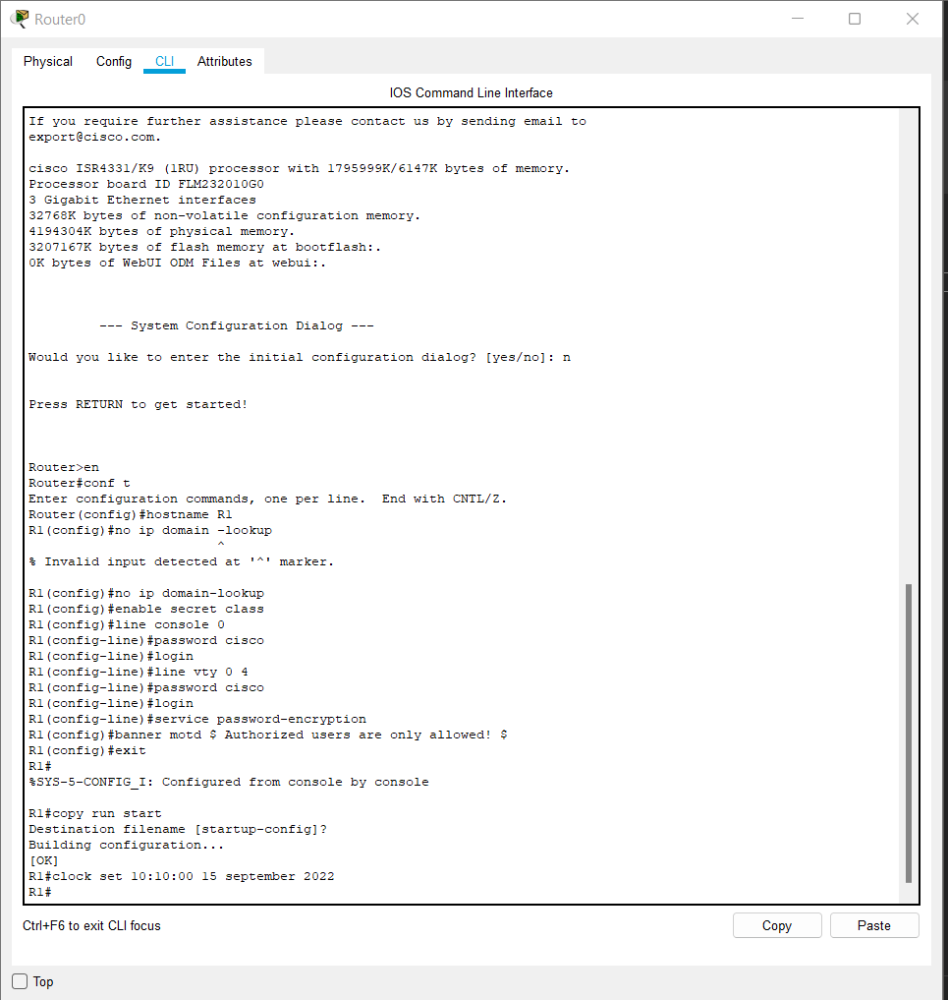 Router0
Physical Config CLI Attributes
IOS Command Line Interface
If you require further assistance please contact us by sending email to
export@cisco.com.
cisco ISR4331/K9 (1RU) processor with 1795999K/6147K bytes of memory.
Processor board ID FLM232010G0
3 Gigabit Ethernet interfaces
32768K bytes of non-volatile configuration memory.
4194304K bytes of physical memory.
3207167K bytes of flash memory at bootflash:.
0K bytes of WebUI ODM Files at webui:.
--- System Configuration Dialog ---
Would you like to enter the initial configuration dialog? [yes/no]: n
Press RETURN to get started!
Router>en
Router#conf t
Enter configuration commands, one per line.  End with CNTL/Z.
Router(config)#hostname R1
R1(config)#no ip domain -lookup
^
% Invalid input detected at '^' marker.
R1(config)#no ip domain-lookup
R1(config)#enable secret class
R1(config)#line console 0
R1(config-line)#password cisco
R1(config-line)#login
R1(config-line)#line vty 0 4
R1(config-line)#password cisco
R1(config-line)#login
R1(config-line)#service password-encryption
R1(config)#banner motd $ Authorized users are only allowed! $
R1(config)#exit
R1#
%SYS-5-CONFIG_I: Configured from console by console
R1#copy run start
Destination filename [startup-config]?
Building configuration...
[OK]
R1#clock set 10:10:00 15 september 2022
R1#
Ctrl+F6 to exit CLI focus
Copy Paste
Top